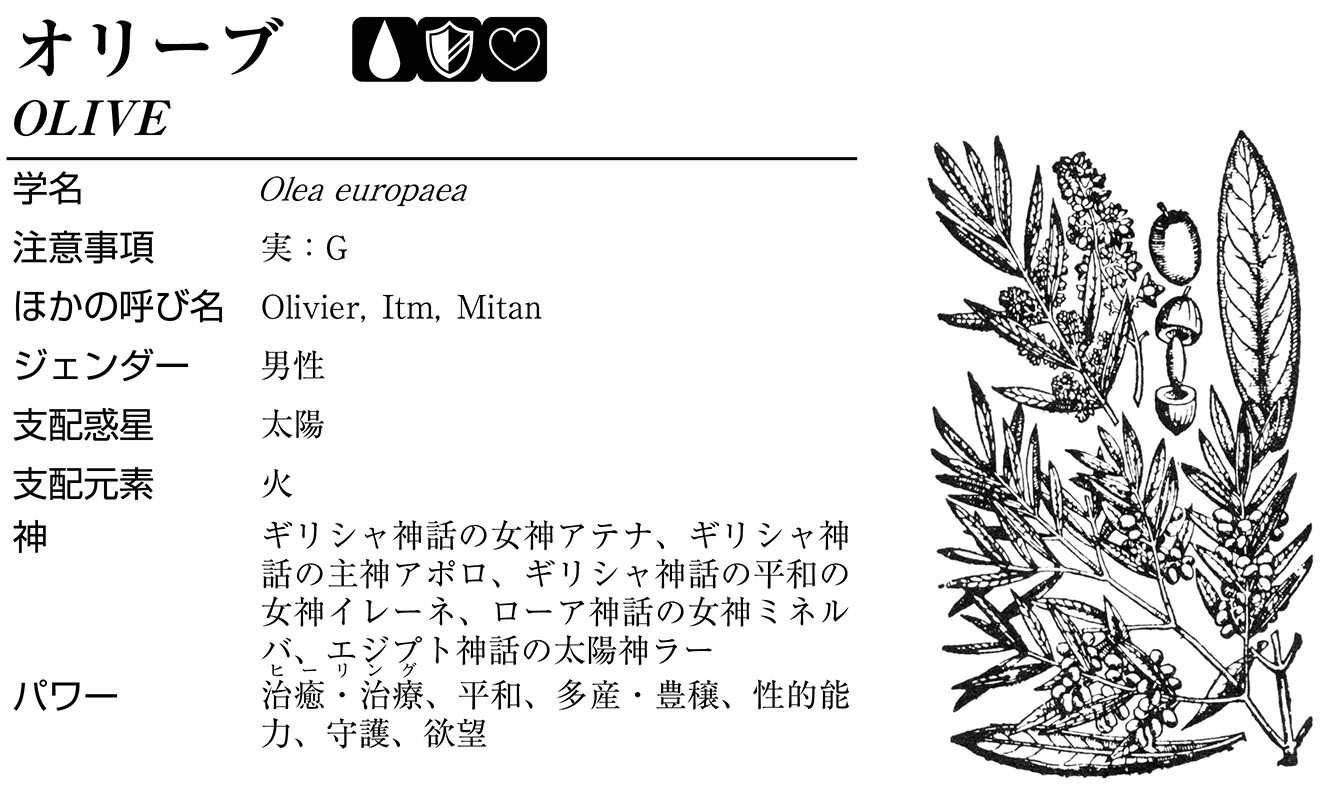 オリーブ
OLIVE
学名 Olea europaea
注意事項 実：G
ほかの呼び名 Olivier, Itm, Mitan
ジェンダー 男性
支配惑星 太陽
支配元素 火
神 ギリシャ神話の女神アテナ、ギリシャ神
話の主神アポロ、ギリシャ神話の平和の
女神イレーネ、ローア神話の女神ミネル
バ、エジプト神話の太陽神ラー
ヒーリング
パワー 治癒・治療、平和、多産・豊穣、性的能
力、守護、欲望